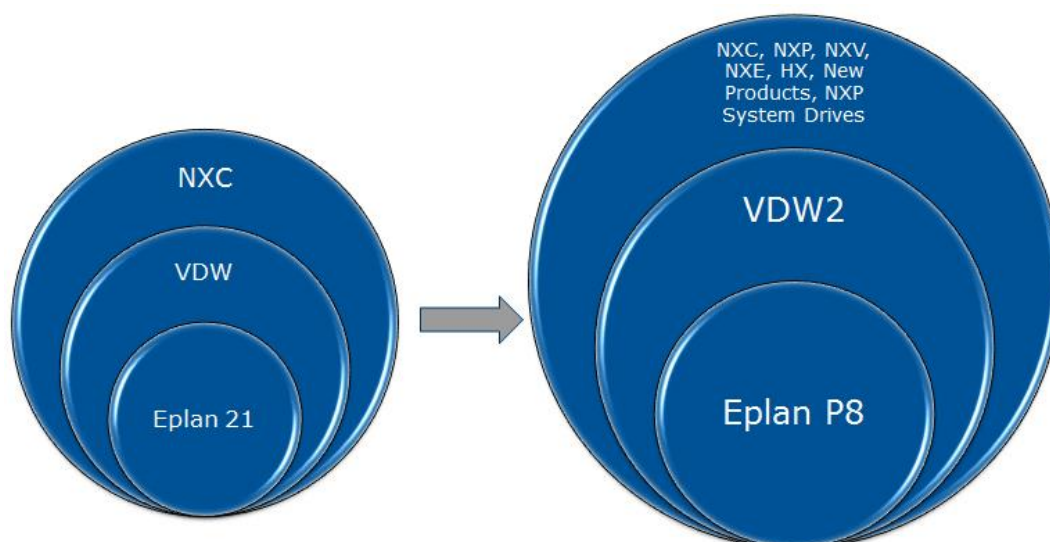 NXC
VDW
Eplan 21
NXC, NXP, NXV,
NXE, HX, New
Products, NXP
System Drives
VDW2
Eplan P8